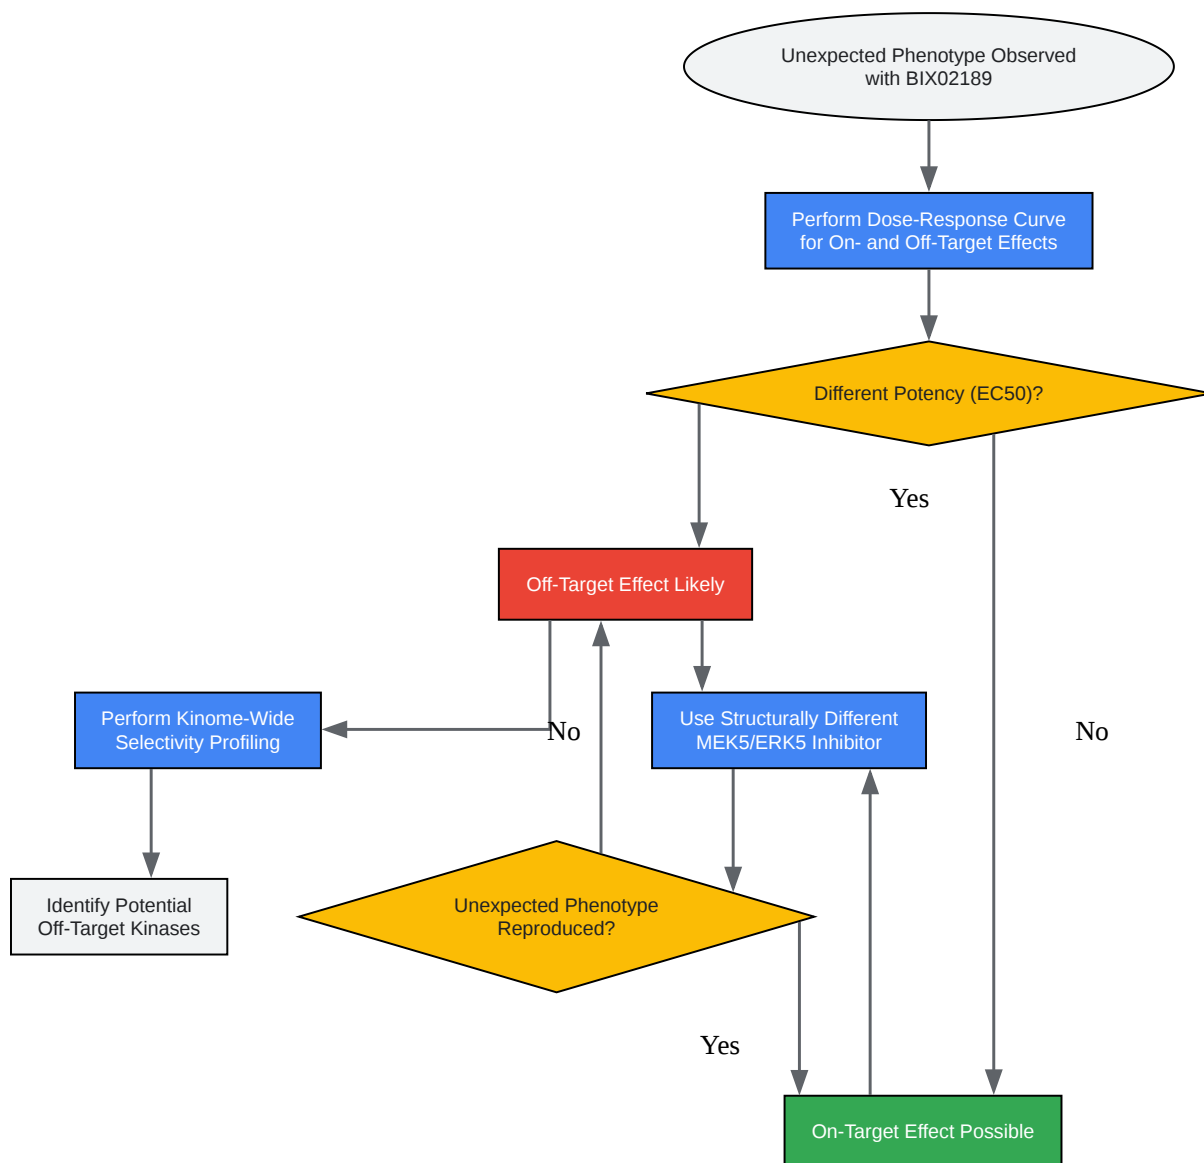 Unexpected Phenotype Observed
with BIX02189
Perform Dose-Response Curve
for On- and Off-Target Effects
Different Potency (EC50)?
Yes
Off-Target Effect Likely
Perform Kinome-Wide
Selectivity Profiling
No
Use Structurally Different
MEK5/ERK5 Inhibitor
No
Identify Potential
Off-Target Kinases
Unexpected Phenotype
Reproduced?
Yes
On-Target Effect Possible